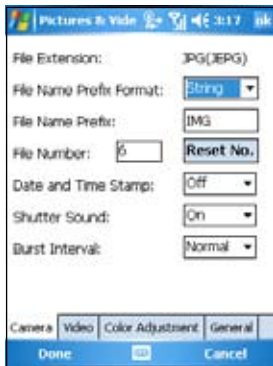 Pictures & Vide 3:17 ok
File Extension: JPG(JEPG)
File Name Prefix Format: String
File Name Prefix: IMG
File Number: 6 Reset No.
Date and Time Stamp: Off
Shutter Sound: On
Burst Interval: Normal
Camera Video Color Adjustment General
Done Cancel